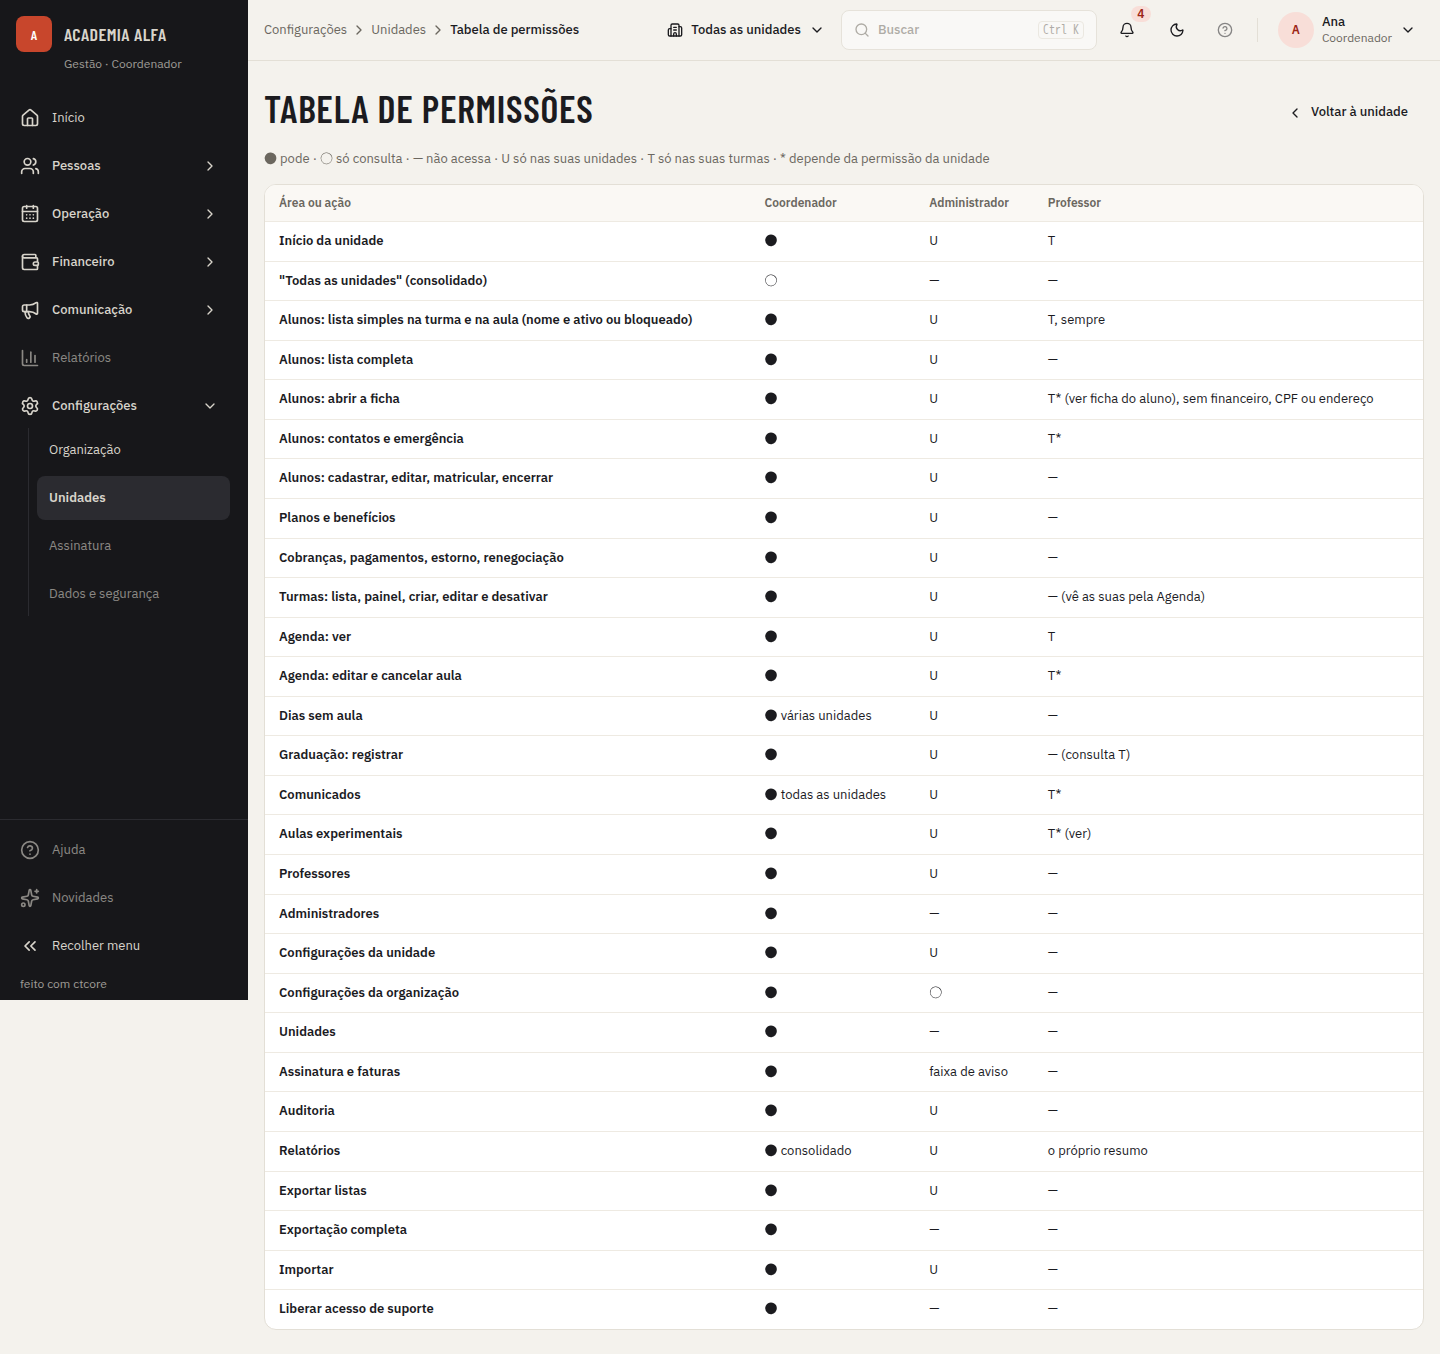 A
ACADEMIA ALFA
Gestão · Coordenador
Início
Pessoas
Operação
Financeiro
Comunicação
Relatórios
Configurações
Organização
Unidades
Assinatura
Dados e segurança
Ajuda
Novidades
Recolher menu
feito com ctcore
Configurações > Unidades > Tabela de permissões
Todas as unidades
Buscar Ctrl K
4
A
Ana
Coordenador
TABELA DE PERMISSÕES
Voltar à unidade
● pode · ○ só consulta · — não acessa · U só nas suas unidades · T só nas suas turmas · * depende da permissão da unidade
Área ou ação Coordenador Administrador Professor
Início da unidade ● U T
"Todas as unidades" (consolidado) ○ — —
Alunos: lista simples na turma e na aula (nome e ativo ou bloqueado) ● U T, sempre
Alunos: lista completa ● U —
Alunos: abrir a ficha ● U T* (ver ficha do aluno), sem financeiro, CPF ou endereço
Alunos: contatos e emergência ● U T*
Alunos: cadastrar, editar, matricular, encerrar ● U —
Planos e benefícios ● U —
Cobranças, pagamentos, estorno, renegociação ● U —
Turmas: lista, painel, criar, editar e desativar ● U — (vê as suas pela Agenda)
Agenda: ver ● U T
Agenda: editar e cancelar aula ● U T*
Dias sem aula ● várias unidades U —
Graduação: registrar ● U — (consulta T)
Comunicados ● todas as unidades U T*
Aulas experimentais ● U T* (ver)
Professores ● U —
Administradores ● — —
Configurações da unidade ● U —
Configurações da organização ● ○ —
Unidades ● — —
Assinatura e faturas ● faixa de aviso —
Auditoria ● U —
Relatórios ● consolidado U o próprio resumo
Exportar listas ● U —
Exportação completa ● — —
Importar ● U —
Liberar acesso de suporte ● — —